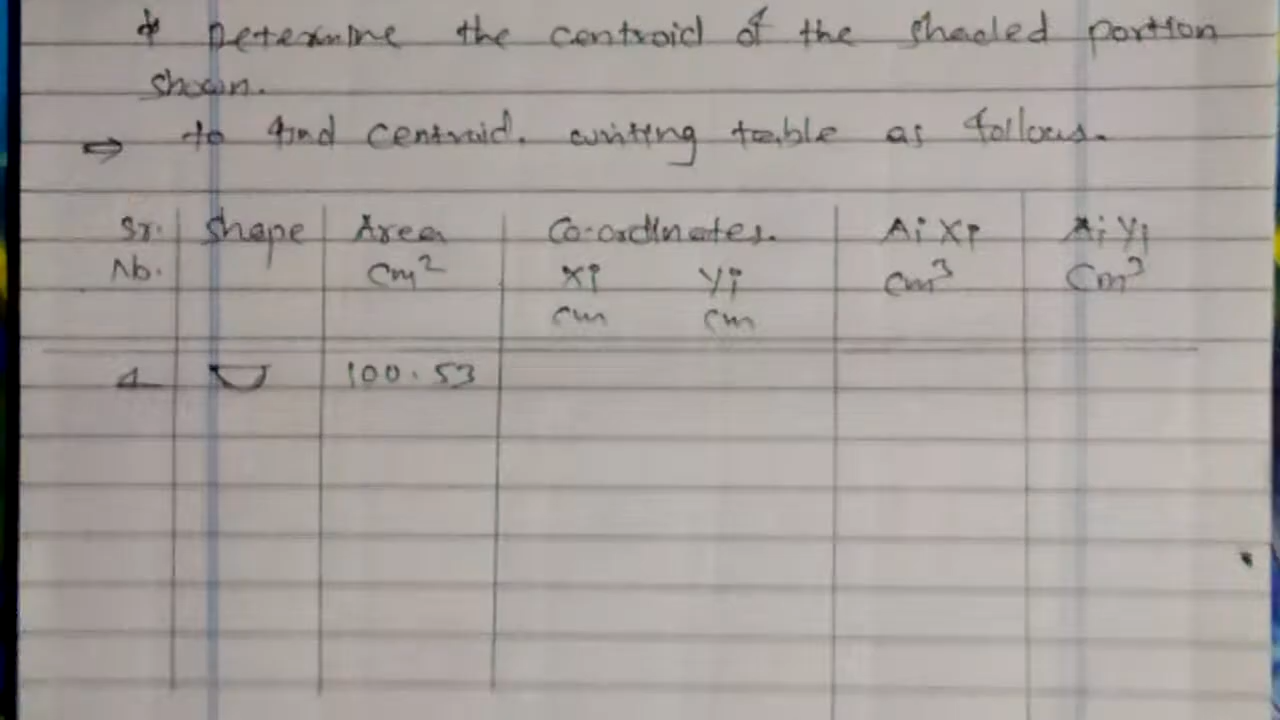 * Determine the centroid of the shaded portion
shown.
⇒ to find centroid. writing table as follows.
Sr. Shape Area Co-ordinates. Ai Xi Ai Yi
No. cm² Xi Yi cm³ cm³
cm cm
1 100.53